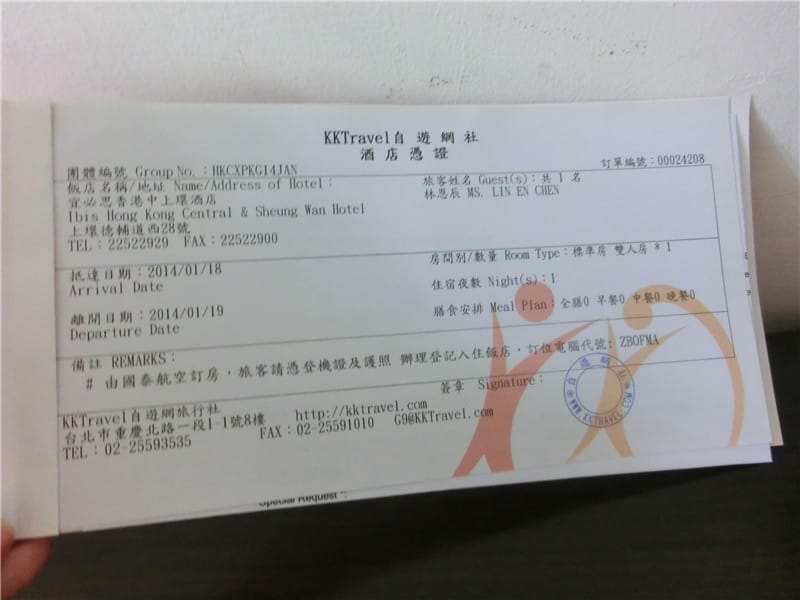 KKTravel自 遊 網 社
酒 店 憑 證
團體編號 Group No.：HKCXPKG14JAN
訂單編號：00024208
飯店名稱/地址 Name/Address of Hotel：
宜必思香港中上環酒店
Ibis Hong Kong Central & Sheung Wan Hotel
上環德輔道西28號
TEL：22522929 FAX：22522900
旅客姓名 Guest(s)：共 1 名
林恩辰 MS. LIN EN CHEN
抵達日期：2014/01/18
Arrival Date
離開日期：2014/01/19
Departure Date
房間別/數量 Room Type：標準房 雙人房＊1
住宿夜數 Night(s)：1
膳食安排 Meal Plan：全膳0 早餐0 中餐0 晚餐0
備註 REMARKS：
# 由國泰航空訂房，旅客請憑登機證及護照 辦理登記入住飯店，訂位電腦代號: ZBOFMA
簽章 Signature：
KKTravel自遊網旅行社 http://kktravel.com
台北市重慶北路一段1-1號8樓
TEL：02-25593535 FAX：02-25591010 G9@KKTravel.com
自 遊 網 社
WWW.KKTRAVEL.COM
Special Request：